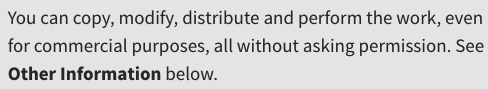 You can copy, modify, distribute and perform the work, even
for commercial purposes, all without asking permission. See
Other Information below.